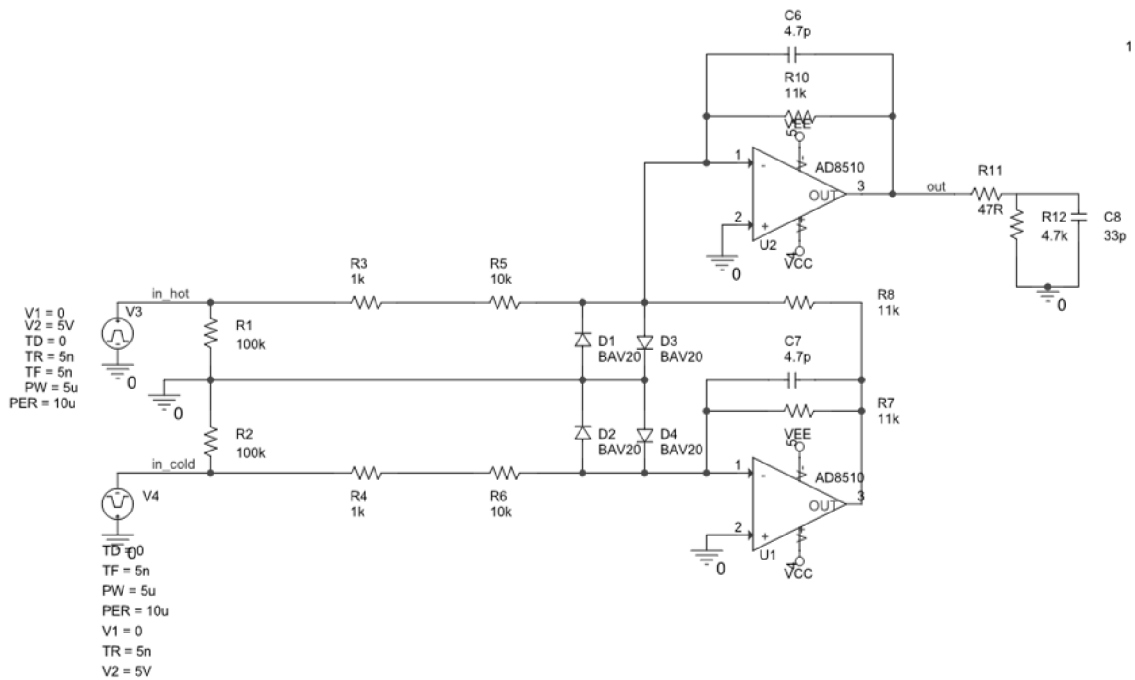 C6
4.7p
1
R10
11k
VEE
5
1
AD8510
-
3
OUT
out
R11
47R
2
+
U2
4
VCC
0
R12
4.7k
C8
33p
0
R3
1k
R5
10k
in_hot
V3
R8
11k
V1 = 0
V2 = 5V
TD = 0
TR = 5n
TF = 5n
PW = 5u
PER = 10u
0
R1
100k
D1
BAV20
D3
BAV20
C7
4.7p
0
R7
11k
R2
100k
D2
BAV20
D4
BAV20
VEE
5
in_cold
1
AD8510
-
V4
R4
1k
R6
10k
OUT
3
2
+
U1
4
VCC
0
0
TD = 0
TF = 5n
PW = 5u
PER = 10u
V1 = 0
TR = 5n
V2 = 5V